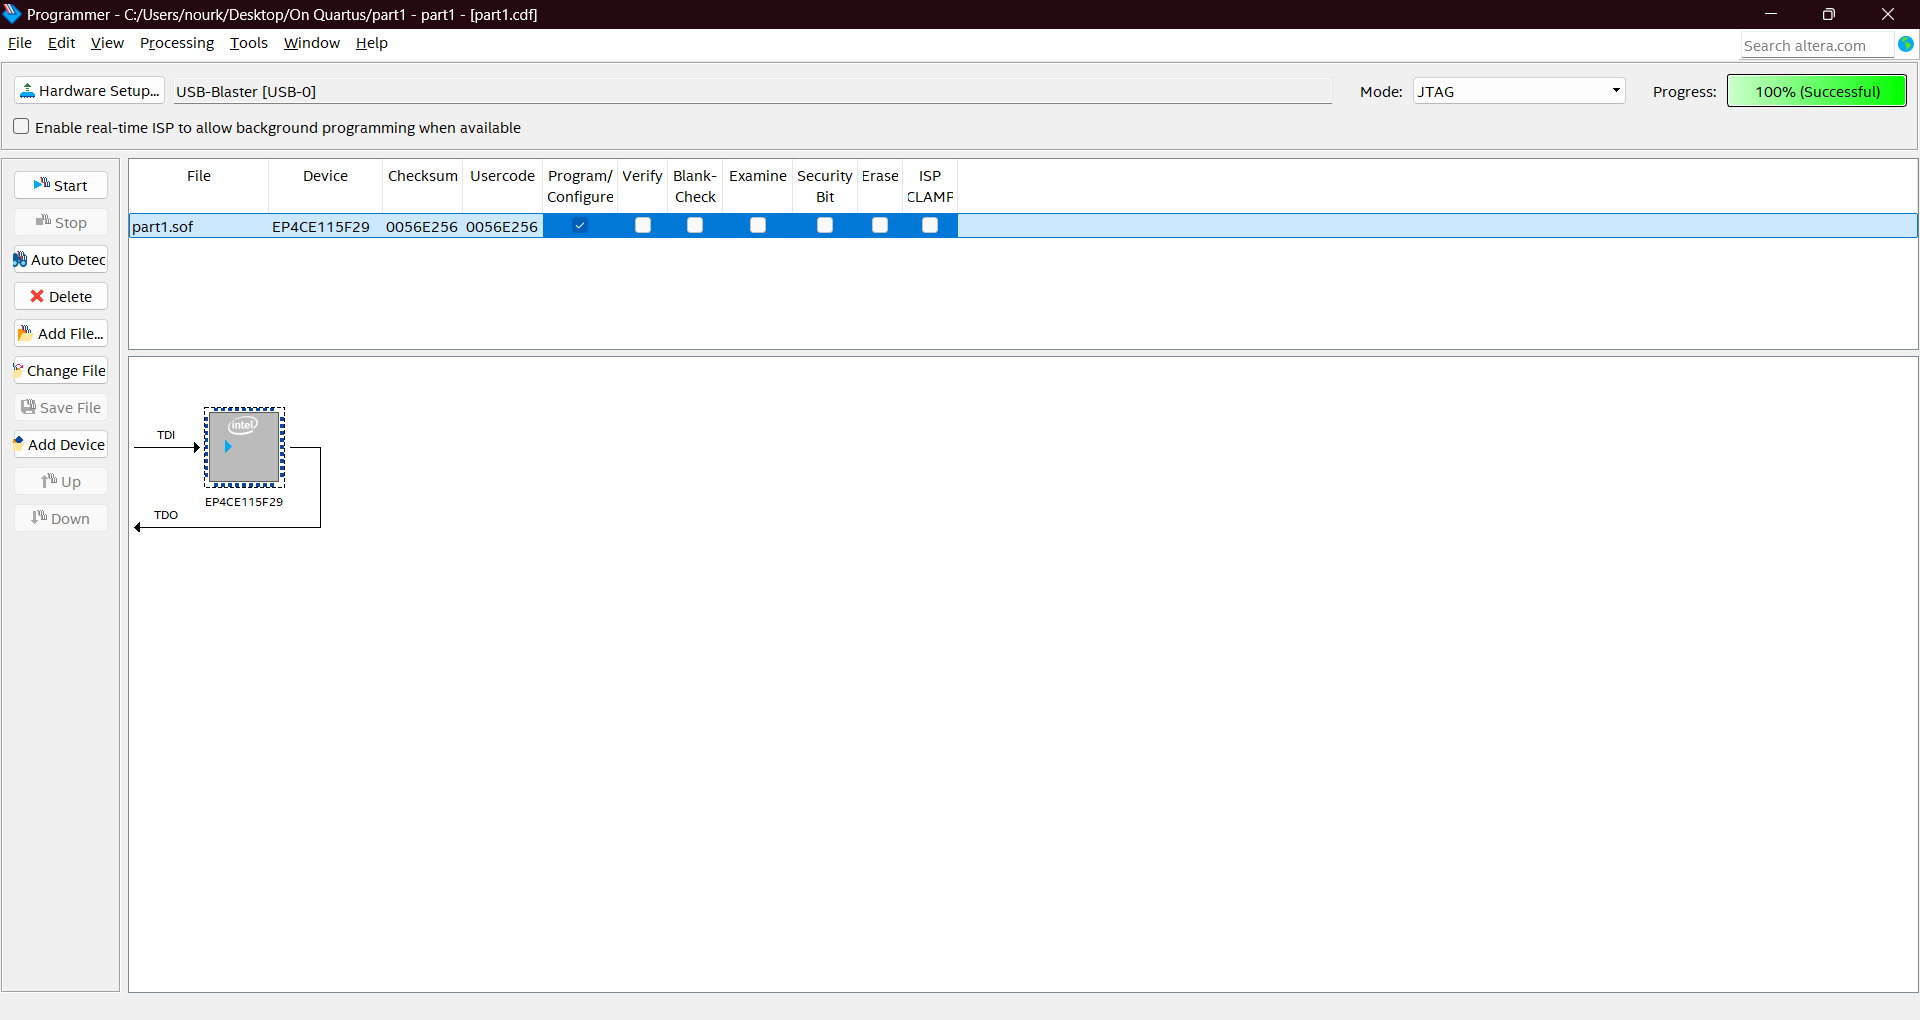 Programmer - C:/Users/nourk/Desktop/On Quartus/part1 - part1 - [part1.cdf]
File Edit View Processing Tools Window Help
Search altera.com
Hardware Setup... USB-Blaster [USB-0] Mode: JTAG Progress: 100% (Successful)
Enable real-time ISP to allow background programming when available
File Device Checksum Usercode Program/ Configure Verify Blank- Check Examine Security Bit Erase ISP CLAMP
part1.sof EP4CE115F29 0056E256 0056E256
Start
Stop
Auto Detec
Delete
Add File...
Change File
Save File
Add Device
Up
Down
TDI
intel
EP4CE115F29
TDO